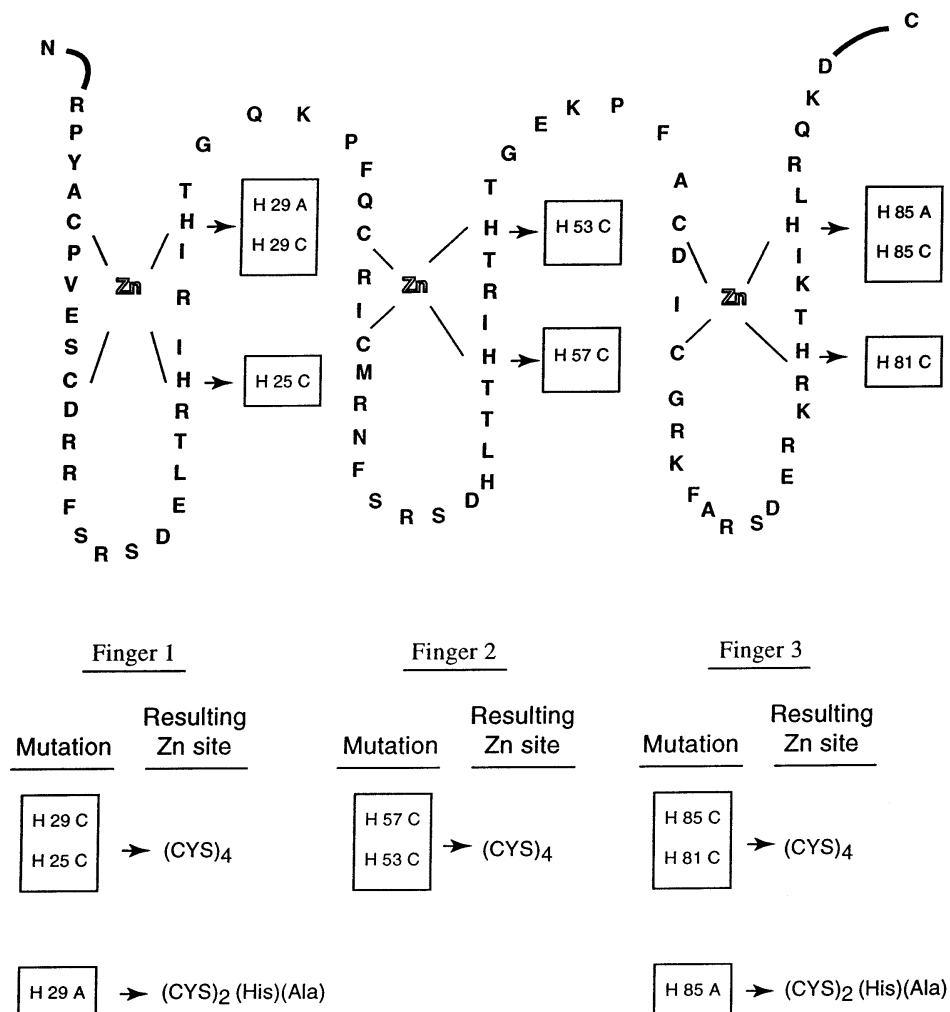 N
R P Y A C P V E S C D R R F S R S D E L T R H I R I H T
G Q K
P F Q C R I C M R N F S R S D H L T T H I R T H T
G E K P
F A C D I C G R K F A R S D E R K R H T K I H L R Q K D
C
Zn
Zn
Zn
H 29 A
H 29 C
H 25 C
H 53 C
H 57 C
H 85 A
H 85 C
H 81 C
Finger 1
Finger 2
Finger 3
Mutation
Resulting
Zn site
Mutation
Resulting
Zn site
Mutation
Resulting
Zn site
H 29 C
H 25 C
(CYS)4
H 57 C
H 53 C
(CYS)4
H 85 C
H 81 C
(CYS)4
H 29 A
(CYS)2 (His)(Ala)
H 85 A
(CYS)2 (His)(Ala)